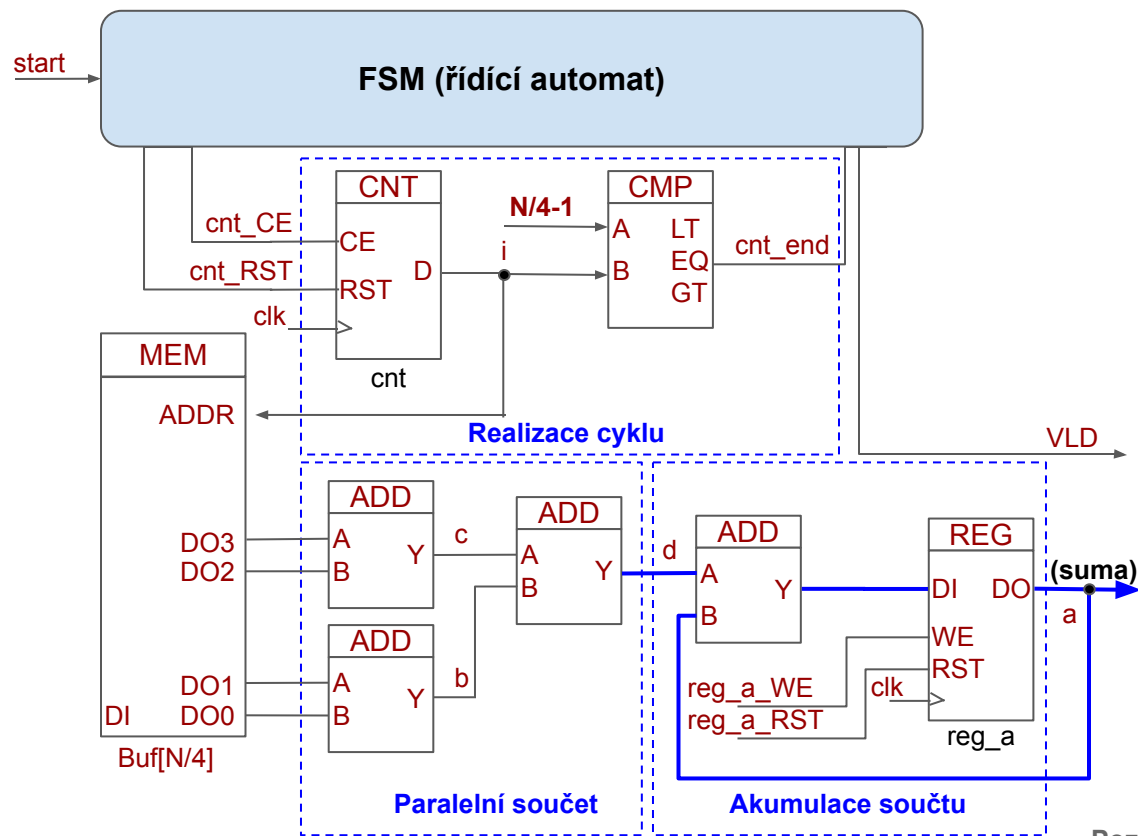 FSM (řídící automat)
start
CNT
CMP
N/4-1
cnt_CE
CE
A
LT
cnt_end
i
EQ
cnt_RST
D
B
RST
GT
clk
MEM
cnt
ADDR
Realizace cyklu
VLD
ADD
ADD
ADD
REG
DO3
A
c
A
d
(suma)
DO2
B
Y
B
Y
A
Y
DI
DO
B
a
ADD
WE
RST
DO1
A
b
reg_a_WE
clk
DI
DO0
B
Y
reg_a_RST
Buf[N/4]
reg_a
Paralelní součet
Akumulace součtu